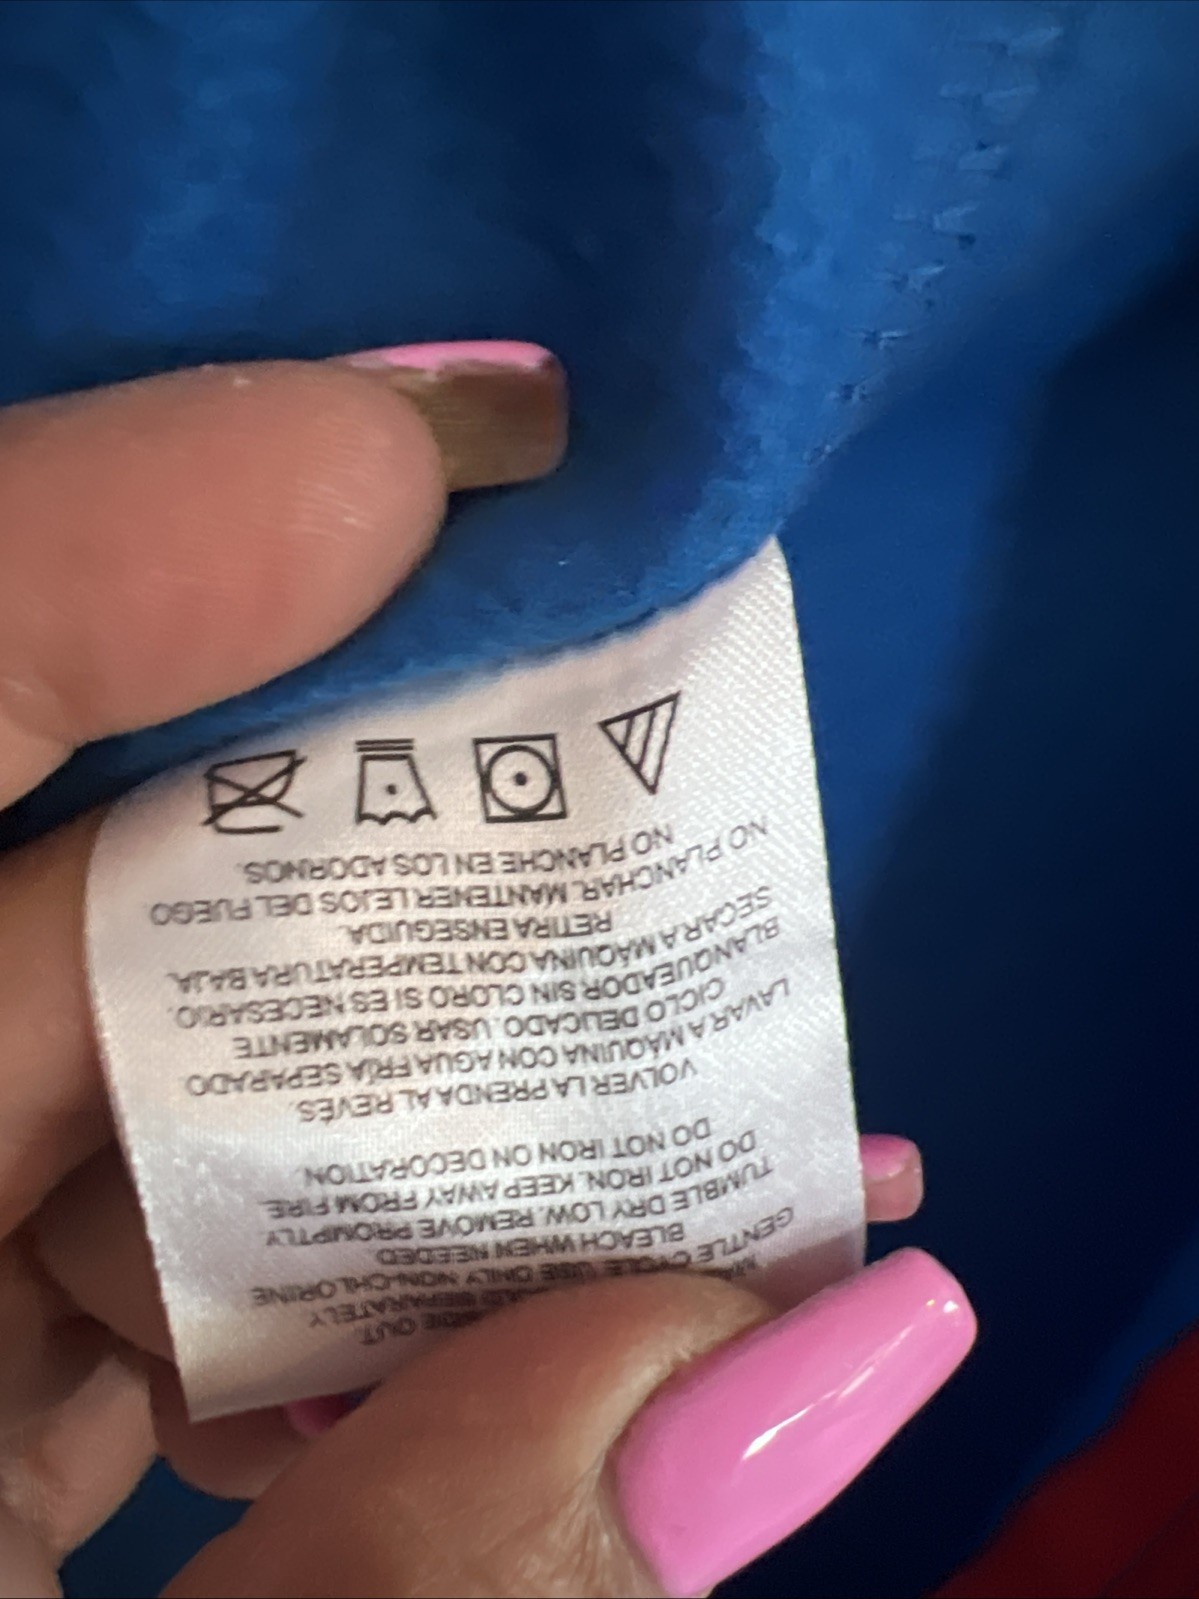 SIDE OUT.
SEPARATELY
GENTLE CYCLE USE ONLY NON-CHLORINE
BLEACH WHEN NEEDED
TUMBLE DRY LOW. REMOVE PROMPTLY
DO NOT IRON. KEEP AWAY FROM FIRE
DO NOT IRON ON DECORATION.
VOLVER LA PRENDA AL REVÉS.
LAVAR A MÁQUINA CON AGUA FRÍA SEPARADO
CICLO DELICADO. USAR SOLAMENTE
BLANQUEADOR SIN CLORO SI ES NECESARIO.
SECAR A MÁQUINA CON TEMPERATURA BAJA.
RETIRA ENSEGUIDA.
NO PLANCHAR. MANTENER LEJOS DEL FUEGO.
NO PLANCHE EN LOS ADORNOS.